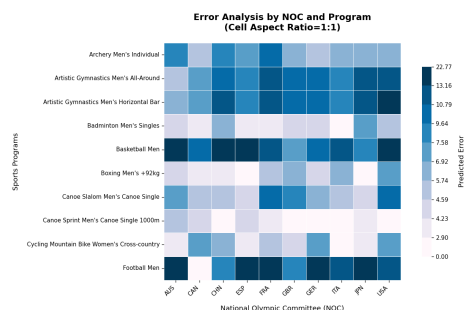 Error Analysis by NOC and Program
(Cell Aspect Ratio=1:1)
Sports Programs
Archery Men's Individual
Artistic Gymnastics Men's All-Around
Artistic Gymnastics Men's Horizontal Bar
Badminton Men's Singles
Basketball Men
Boxing Men's +92kg
Canoe Slalom Men's Canoe Single
Canoe Sprint Men's Canoe Single 1000m
Cycling Mountain Bike Women's Cross-country
Football Men
AUS
CAN
CHN
ESP
FRA
GBR
GER
ITA
JPN
USA
National Olympic Committee (NOC)
22.77
13.16
10.79
9.64
7.58
6.92
5.74
4.59
4.23
3.29
2.90
0.00
Predicted Error